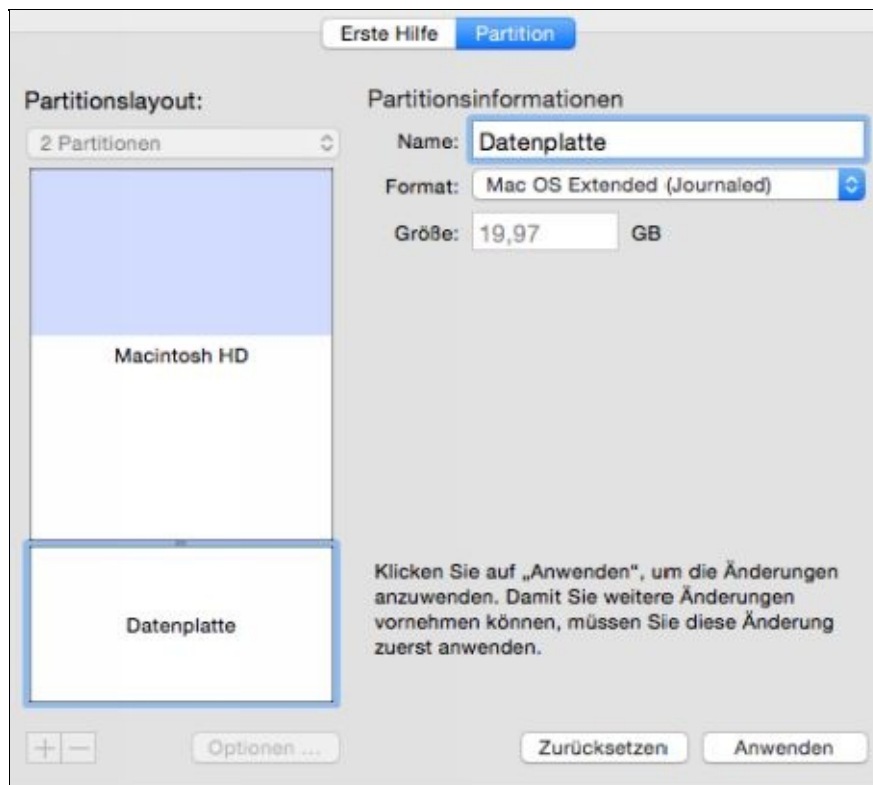 Erste Hilfe
Partition
Partitionslayout:
2 Partitionen
Macintosh HD
Datenplatte
+ −
Optionen ...
Partitionsinformationen
Name: Datenplatte
Format: Mac OS Extended (Journaled)
Größe: 19,97 GB
Klicken Sie auf „Anwenden“, um die Änderungen
anzuwenden. Damit Sie weitere Änderungen
vornehmen können, müssen Sie diese Änderung
zuerst anwenden.
Zurücksetzen
Anwenden